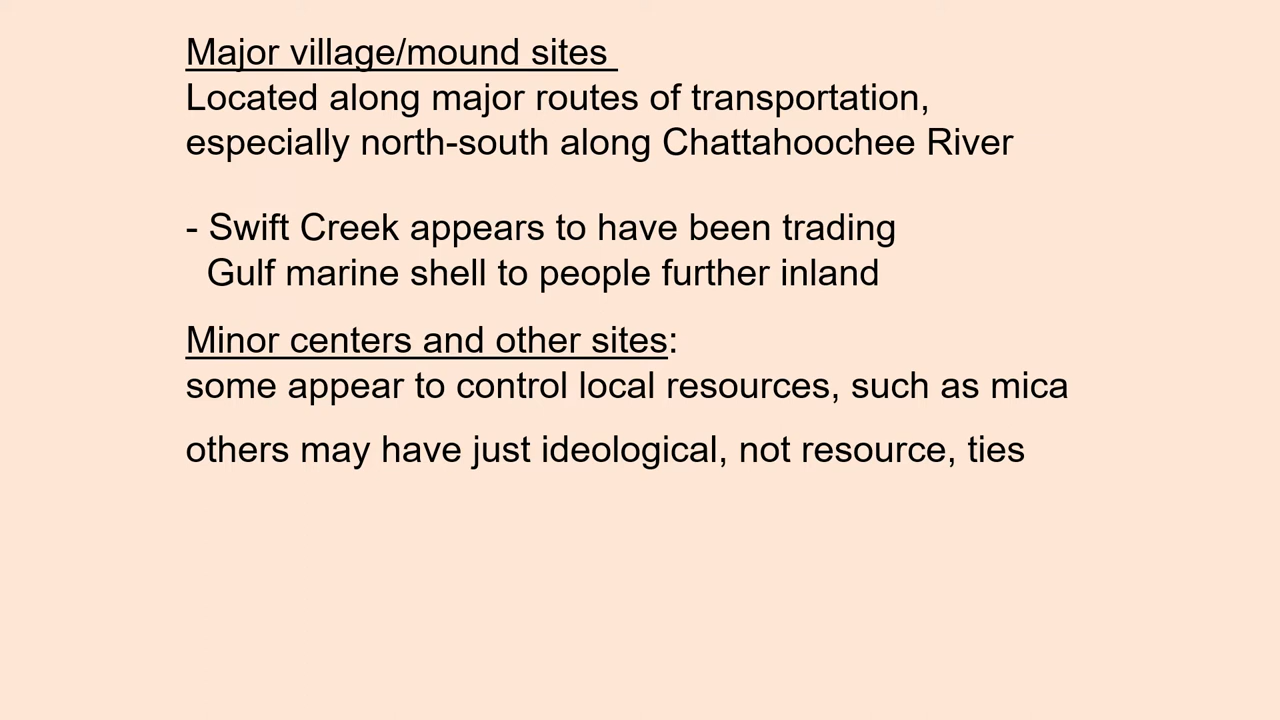 Major village/mound sites
Located along major routes of transportation,
especially north-south along Chattahoochee River
- Swift Creek appears to have been trading
Gulf marine shell to people further inland
Minor centers and other sites:
some appear to control local resources, such as mica
others may have just ideological, not resource, ties